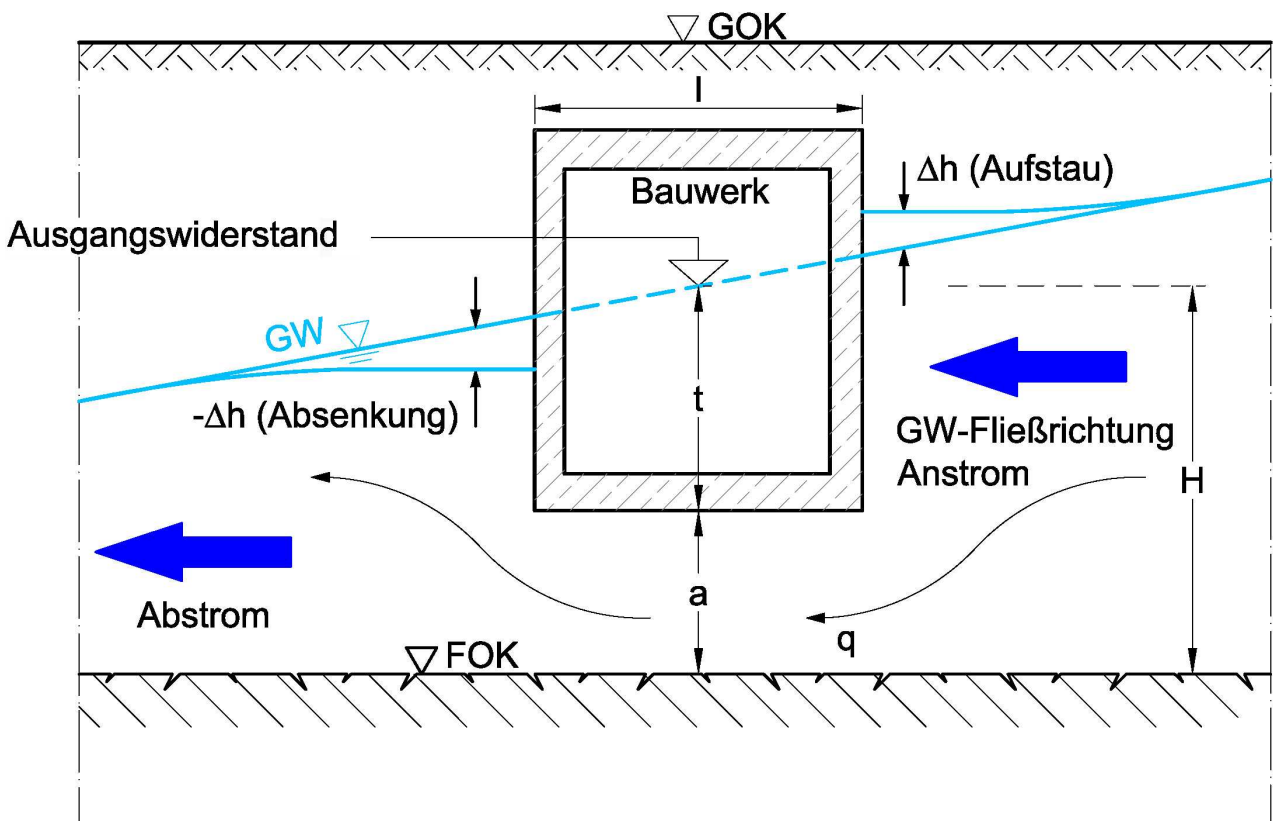 GOK
l
Δh (Aufstau)
Bauwerk
Ausgangswiderstand
GW
t
-Δh (Absenkung)
GW-Fließrichtung
Anstrom
H
a
Abstrom
q
FOK